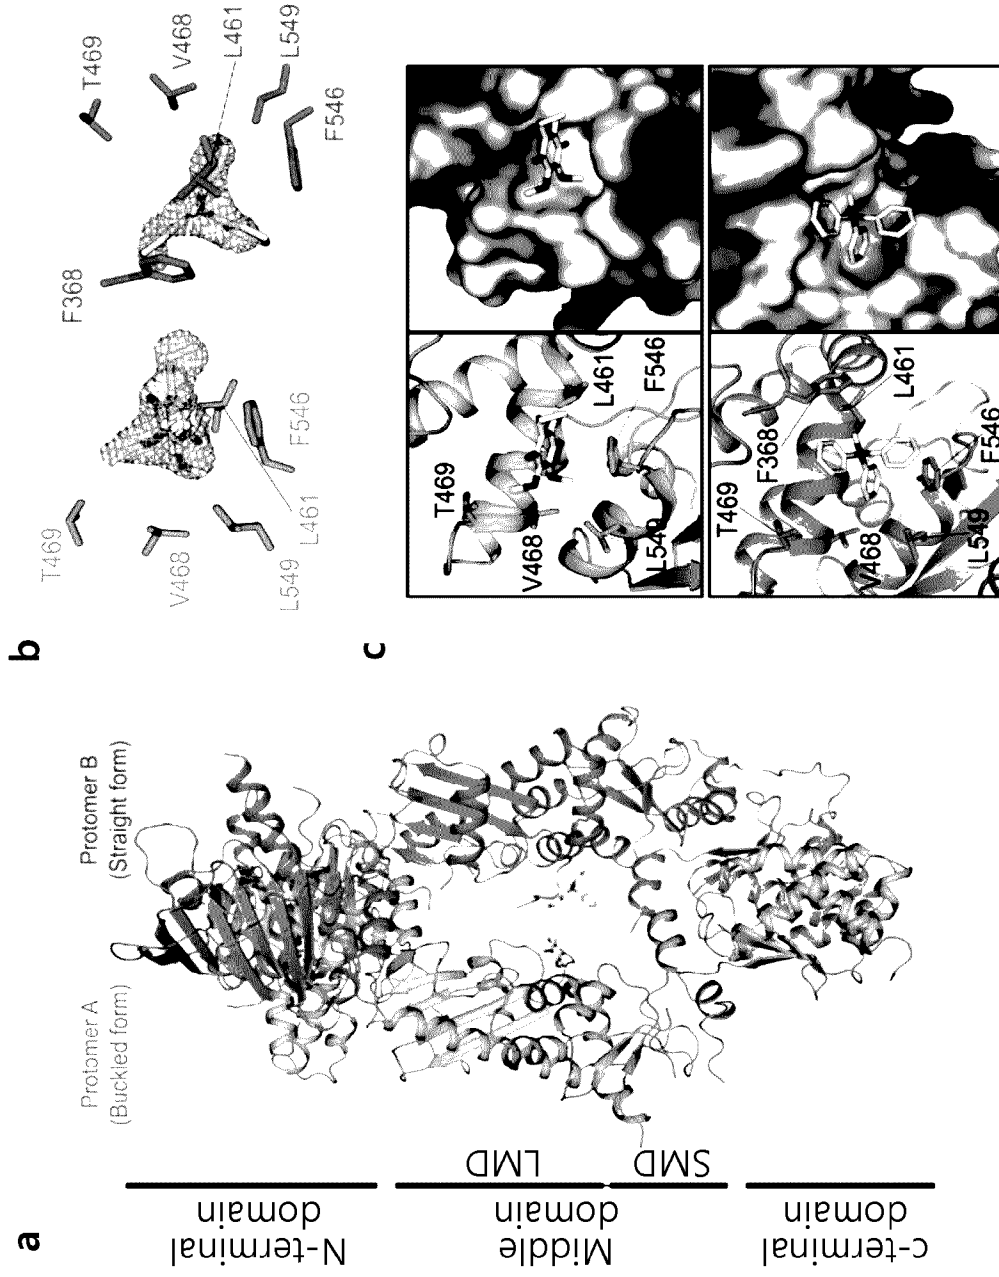 a
N-terminal
domain
Middle
domain
LMD
SMD
c-terminal
domain
Protomer A
(Buckled form)
Protomer B
(Straight form)
b
T469
V468
L549
L461
F546
F368
T469
V468
L461
L549
F546
c
T469
V468
L549
L461
F546
T469
F368
V468
L461
L549
F546